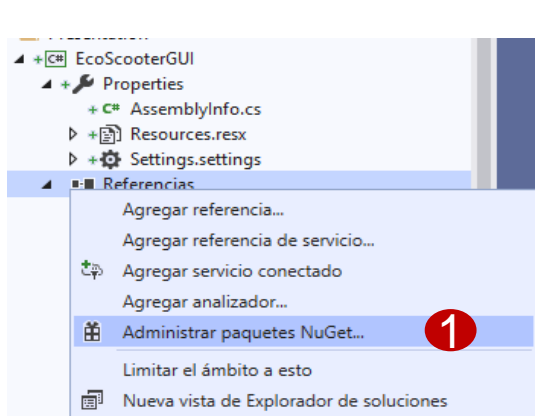 Presentation
C# EcoScooterGUI
Properties
C# AssemblyInfo.cs
Resources.resx
Settings.settings
Referencias
Agregar referencia...
Agregar referencia de servicio...
Agregar servicio conectado
Agregar analizador...
Administrar paquetes NuGet...
1
Limitar el ámbito a esto
Nueva vista de Explorador de soluciones